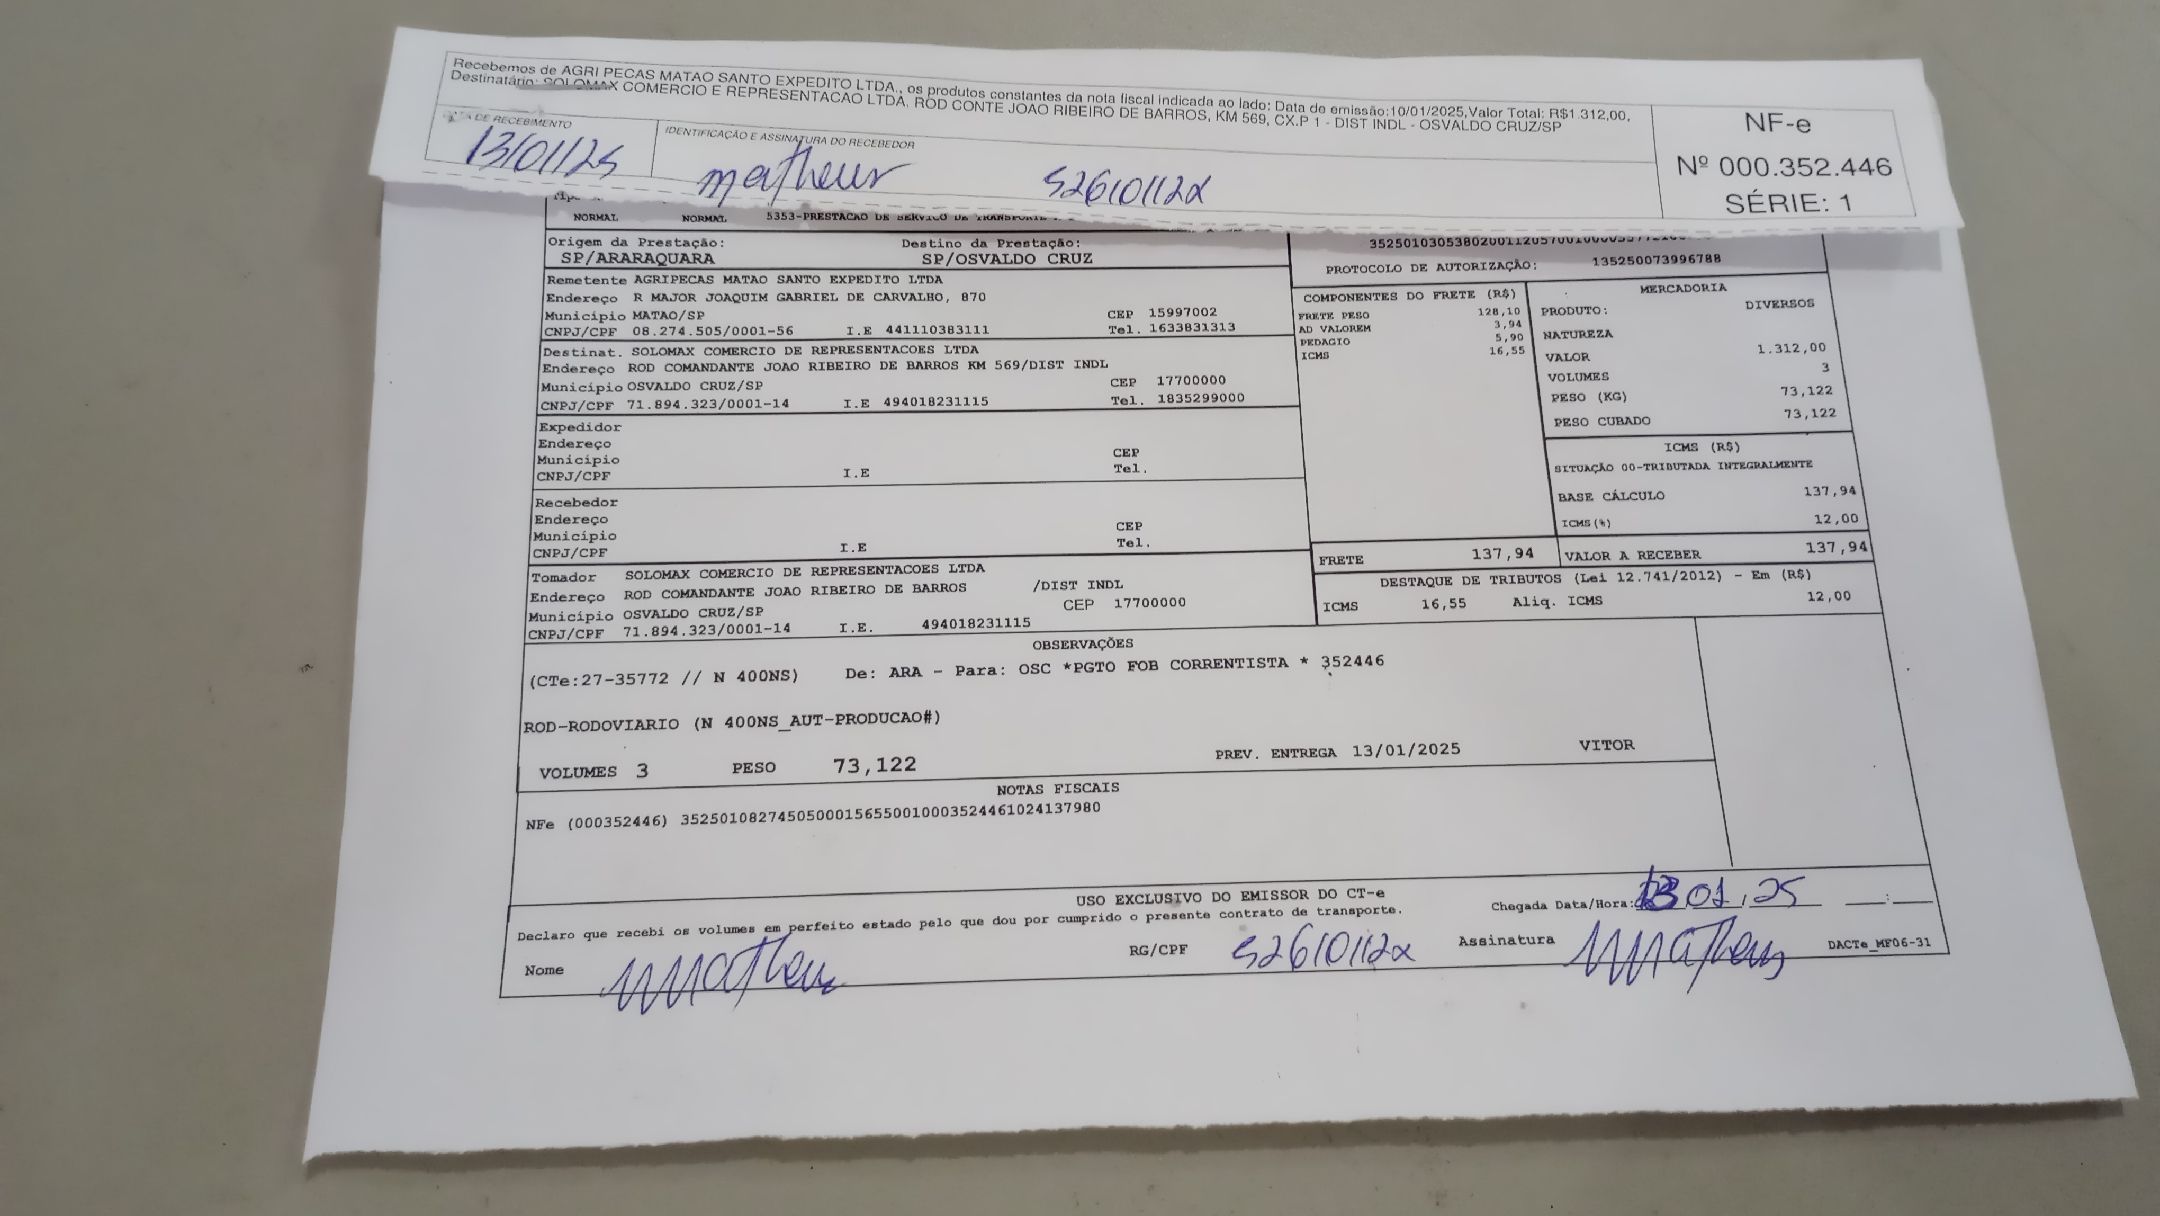 Recebemos de AGRI PECAS MATAO SANTO EXPEDITO LTDA., os produtos constantes da nota fiscal indicada ao lado: Data de emissão:10/01/2025,Valor Total: R$1.312,00,
Destinatário: SOLOMAX COMERCIO E REPRESENTACAO LTDA, ROD CONTE JOAO RIBEIRO DE BARROS, KM 569, CX.P 1 - DIST INDL - OSVALDO CRUZ/SP
DE RECEBIMENTO
13/01/25
IDENTIFICAÇÃO E ASSINATURA DO RECEBEDOR
Matheus 52610112x
NF-e
Nº 000.352.446
SÉRIE: 1
NORMAL NORMAL 5353-PRESTACAO DE SERVICO DE TRANSPORTE
Origem da Prestação: Destino da Prestação:
SP/ARARAQUARA SP/OSVALDO CRUZ
Remetente AGRIPECAS MATAO SANTO EXPEDITO LTDA
Endereço R MAJOR JOAQUIM GABRIEL DE CARVALHO, 870
Município MATAO/SP CEP 15997002
CNPJ/CPF 08.274.505/0001-56 I.E 441110383111 Tel. 1633831313
Destinat. SOLOMAX COMERCIO DE REPRESENTACOES LTDA
Endereço ROD COMANDANTE JOAO RIBEIRO DE BARROS KM 569/DIST INDL
Município OSVALDO CRUZ/SP CEP 17700000
CNPJ/CPF 71.894.323/0001-14 I.E 494018231115 Tel. 1835299000
Expedidor
Endereço
Município CEP
CNPJ/CPF I.E Tel.
Recebedor
Endereço
Município CEP
CNPJ/CPF I.E Tel.
Tomador SOLOMAX COMERCIO DE REPRESENTACOES LTDA
Endereço ROD COMANDANTE JOAO RIBEIRO DE BARROS /DIST INDL
Município OSVALDO CRUZ/SP CEP 17700000
CNPJ/CPF 71.894.323/0001-14 I.E. 494018231115
PROTOCOLO DE AUTORIZAÇÃO: 135250073996788
COMPONENTES DO FRETE (R$)
FRETE PESO 128,10
AD VALOREM 3,94
PEDAGIO 5,90
ICMS 16,55
MERCADORIA
PRODUTO: DIVERSOS
NATUREZA
VALOR 1.312,00
VOLUMES 3
PESO (KG) 73,122
PESO CUBADO 73,122
ICMS (R$)
SITUAÇÃO 00-TRIBUTADA INTEGRALMENTE
BASE CÁLCULO 137,94
ICMS(%) 12,00
FRETE 137,94 VALOR A RECEBER 137,94
DESTAQUE DE TRIBUTOS (Lei 12.741/2012) - Em (R$)
ICMS 16,55 Aliq. ICMS 12,00
OBSERVAÇÕES
(CTe:27-35772 // N 400NS) De: ARA - Para: OSC *PGTO FOB CORRENTISTA * 352446
ROD-RODOVIARIO (N 400NS_AUT-PRODUCAO#)
VOLUMES 3 PESO 73,122 PREV. ENTREGA 13/01/2025 VITOR
NOTAS FISCAIS
NFe (000352446) 35250108274505000156550010003524461024137980
USO EXCLUSIVO DO EMISSOR DO CT-e
Declaro que recebi os volumes em perfeito estado pelo que dou por cumprido o presente contrato de transporte. Chegada Data/Hora: 13 01, 25 __:__
Nome Matheus RG/CPF 52610112x Assinatura Matheus DACTe_MF06-31